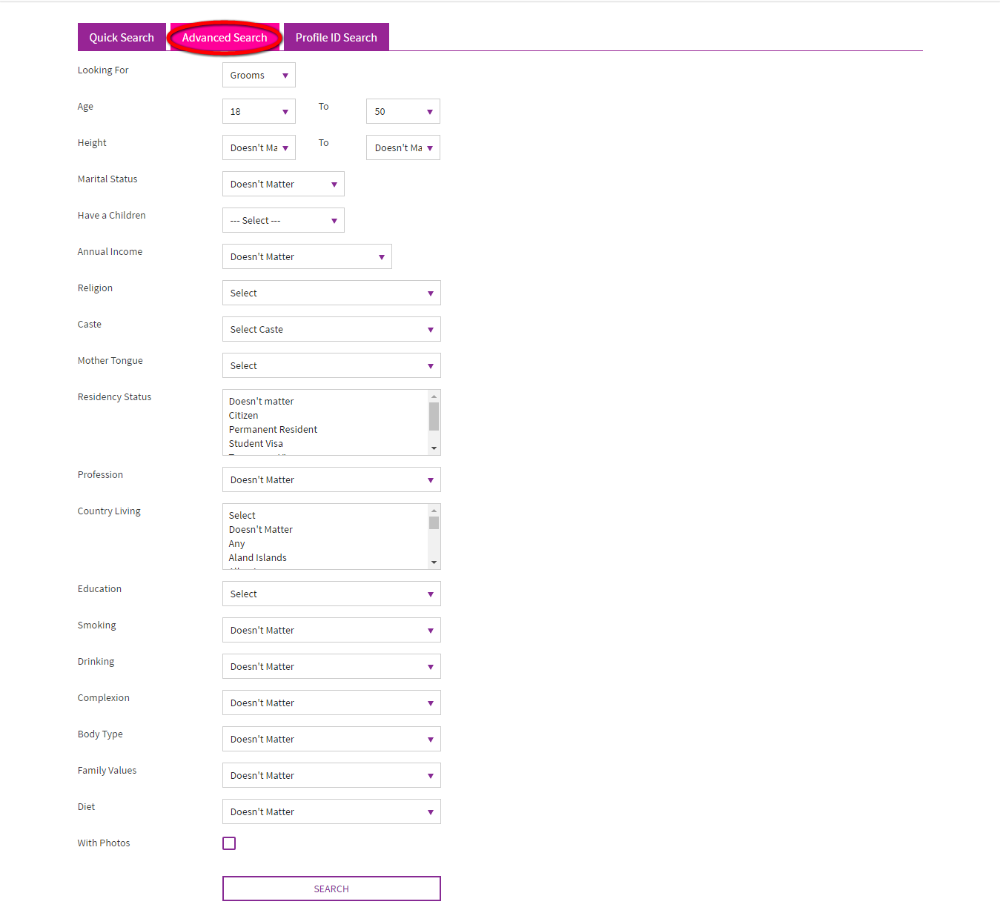 Quick Search Advanced Search Profile ID Search
Looking For Grooms
Age 18 To 50
Height Doesn't Ma To Doesn't Ma
Marital Status Doesn't Matter
Have a Children --- Select ---
Annual Income Doesn't Matter
Religion Select
Caste Select Caste
Mother Tongue Select
Residency Status Doesn't matter
Citizen
Permanent Resident
Student Visa
Profession Doesn't Matter
Country Living Select
Doesn't Matter
Any
Aland Islands
Education Select
Smoking Doesn't Matter
Drinking Doesn't Matter
Complexion Doesn't Matter
Body Type Doesn't Matter
Family Values Doesn't Matter
Diet Doesn't Matter
With Photos
SEARCH